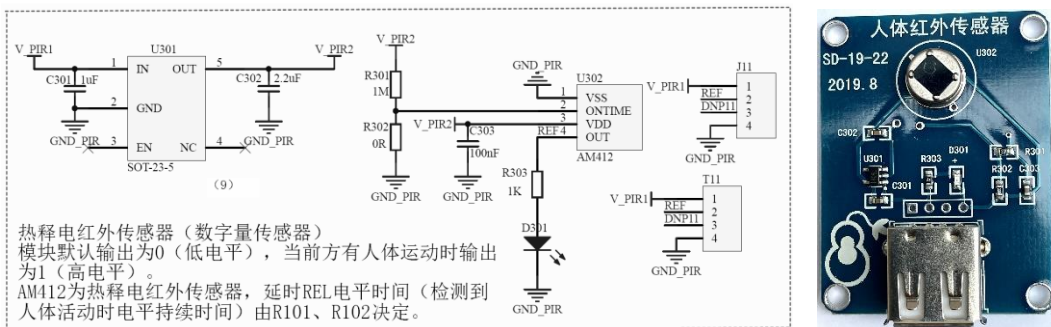 V_PIR1
U301
V_PIR2
1
IN
OUT
5
C301
1uF
C302
2.2uF
2
GND
GND_PIR
GND_PIR
3
EN
NC
4
SOT-23-5
（9）
V_PIR2
R301
1M
R302
0R
GND_PIR
V_PIR2
C303
100nF
GND_PIR
GND_PIR
U302
1
VSS
2
ONTIME
3
VDD
REF 4
OUT
AM412
R303
1K
D301
GND_PIR
J11
V_PIR1
1
REF
2
DNP11
3
4
GND_PIR
T11
V_PIR1
1
REF
2
DNP11
3
4
GND_PIR
热释电红外传感器（数字量传感器）
模块默认输出为0（低电平），当前方有人体运动时输出
为1（高电平）。
AM412为热释电红外传感器，延时REL电平时间（检测到
人体活动时电平持续时间）由R101、R102决定。
人体红外传感器
SD-19-22
2019.8
U302
C302
U301
R303
D301
+
R301
C301
R302
C303